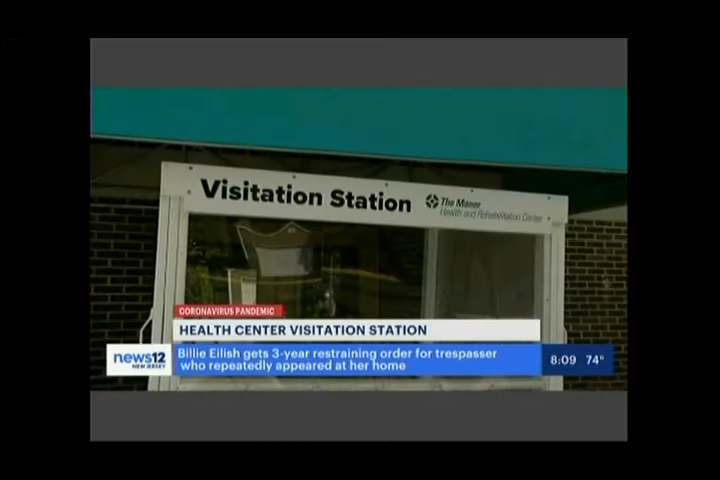 Visitation Station
The Manor
Health and Rehabilitation Center
CORONAVIRUS PANDEMIC
HEALTH CENTER VISITATION STATION
news12
NEW JERSEY
Billie Eilish gets 3-year restraining order for trespasser
who repeatedly appeared at her home
8:09 74°